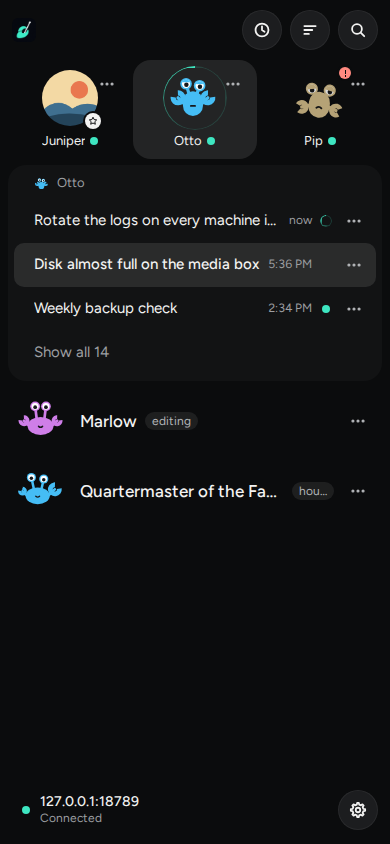 Juniper
Otto
Pip
Otto
Rotate the logs on every machine i... now
Disk almost full on the media box 5:36 PM
Weekly backup check 2:34 PM
Show all 14
Marlow editing
Quartermaster of the Fa... hou...
127.0.0.1:18789
Connected